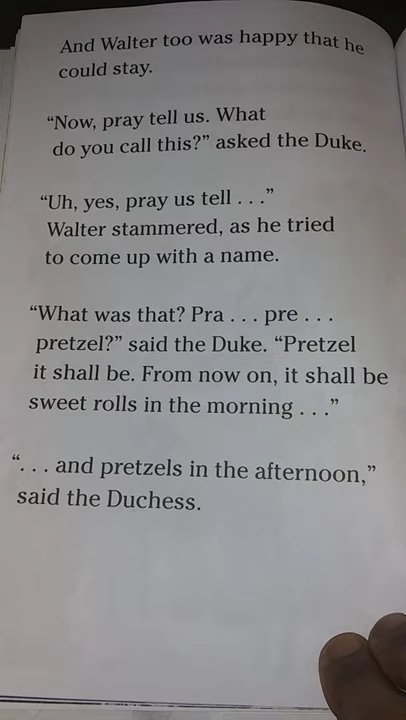 And Walter too was happy that he
could stay.
“Now, pray tell us. What
do you call this?” asked the Duke.
“Uh, yes, pray us tell . . .”
Walter stammered, as he tried
to come up with a name.
“What was that? Pra . . . pre . . .
pretzel?” said the Duke. “Pretzel
it shall be. From now on, it shall be
sweet rolls in the morning . . .”
“. . . and pretzels in the afternoon,”
said the Duchess.